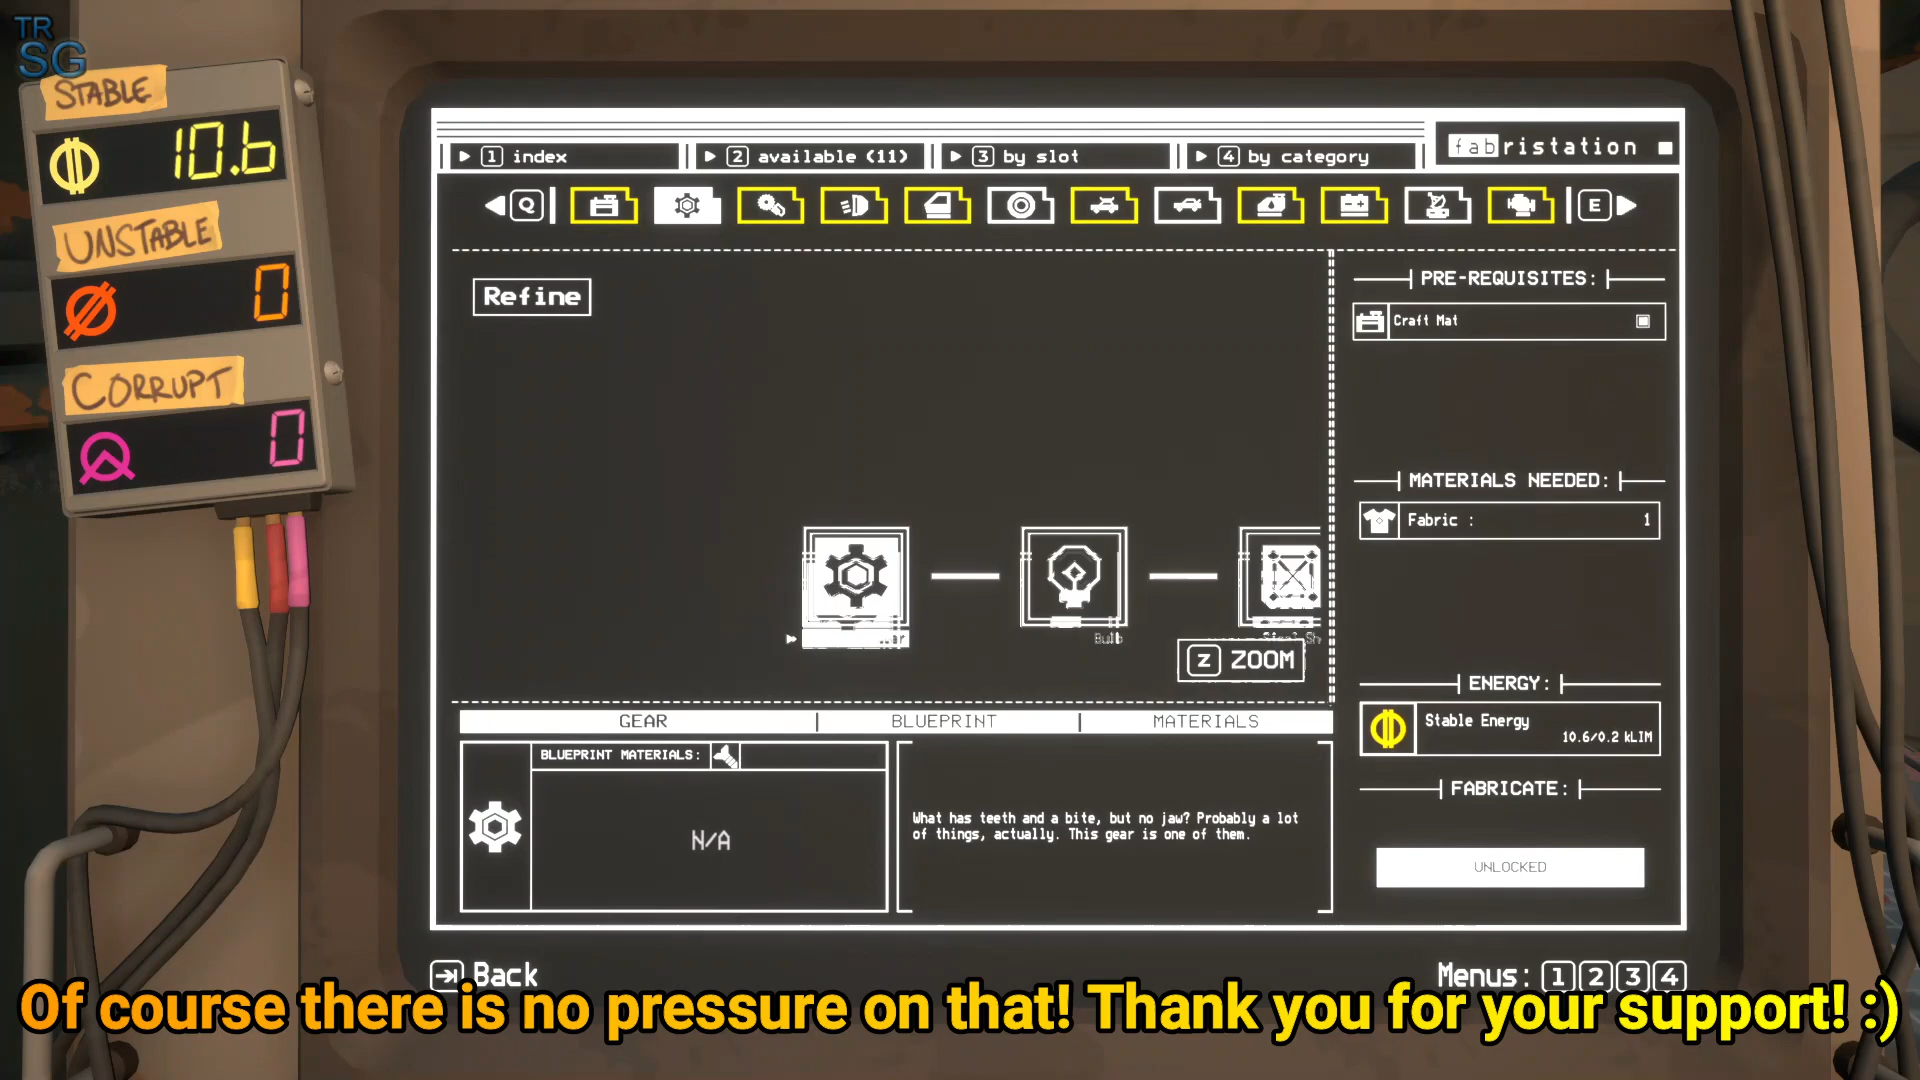 TR
SG
STABLE
10.6
UNSTABLE
0
CORRUPT
0
1 index
2 available (11)
3 by slot
4 by category
fabristation
Q
E
Refine
Bulb
Z ZOOM
PRE-REQUISITES:
Craft Mat
MATERIALS NEEDED:
Fabric : 1
ENERGY:
Stable Energy
10.6/0.2 kLIM
FABRICATE:
UNLOCKED
GEAR
BLUEPRINT
MATERIALS
BLUEPRINT MATERIALS:
N/A
What has teeth and a bite, but no jaw? Probably a lot
of things, actually. This gear is one of them.
Back
Menus: 1 2 3 4
Of course there is no pressure on that! Thank you for your support! :)